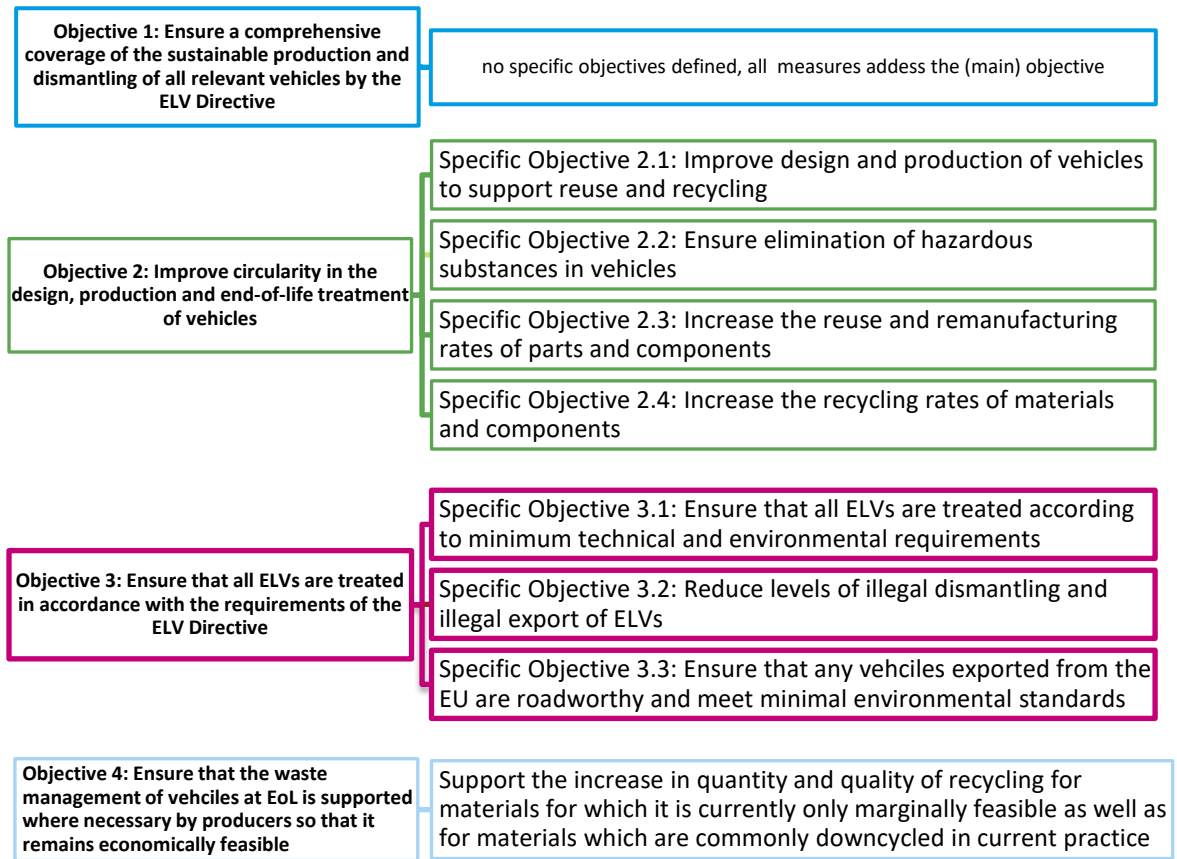 Objective 1: Ensure a comprehensive
coverage of the sustainable production and
dismantling of all relevant vehicles by the
ELV Directive
no specific objectives defined, all  measures addess the (main) objective
Objective 2: Improve circularity in the
design, production and end-of-life treatment
of vehicles
Specific Objective 2.1: Improve design and production of vehicles
to support reuse and recycling
Specific Objective 2.2: Ensure elimination of hazardous
substances in vehicles
Specific Objective 2.3: Increase the reuse and remanufacturing
rates of parts and components
Specific Objective 2.4: Increase the recycling rates of materials
and components
Objective 3: Ensure that all ELVs are treated
in accordance with the requirements of the
ELV Directive
Specific Objective 3.1: Ensure that all ELVs are treated according
to minimum technical and environmental requirements
Specific Objective 3.2: Reduce levels of illegal dismantling and
illegal export of ELVs
Specific Objective 3.3: Ensure that any vehciles exported from the
EU are roadworthy and meet minimal environmental standards
Objective 4: Ensure that the waste
management of vehciles at EoL is supported
where necessary by producers so that it
remains economically feasible
Support the increase in quantity and quality of recycling for
materials for which it is currently only marginally feasible as well as
for materials which are commonly downcycled in current practice